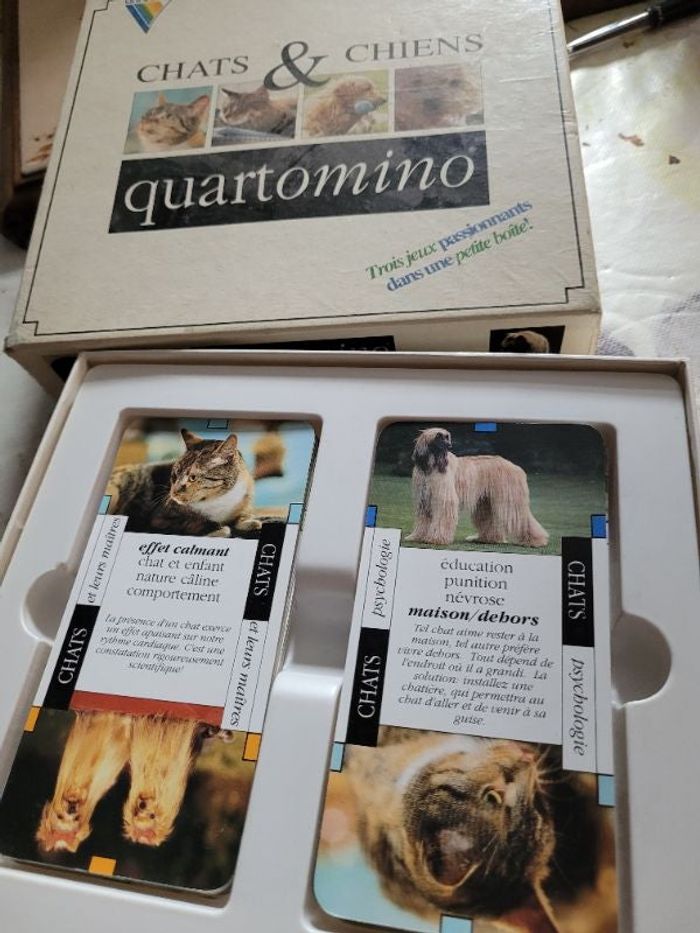 CHATS & CHIENS
quartomino
Trois jeux passionnants
dans une petite boîte!
effet calmant
chat et enfant
nature câline
comportement
La présence d'un chat exerce
un effet apaisant sur notre
rythme cardiaque. C'est une
constatation rigoureusement
scientifique!
CHATS et leurs maîtres
CHATS et leurs maîtres
éducation
punition
névrose
maison/dehors
Tel chat aime rester à la
maison, tel autre préfère
vivre dehors. Tout dépend de
l'endroit où il a grandi. La
solution: installez une
chatière, qui permettra au
chat d'aller et de venir à sa
guise.
CHATS psychologie
CHATS psychologie